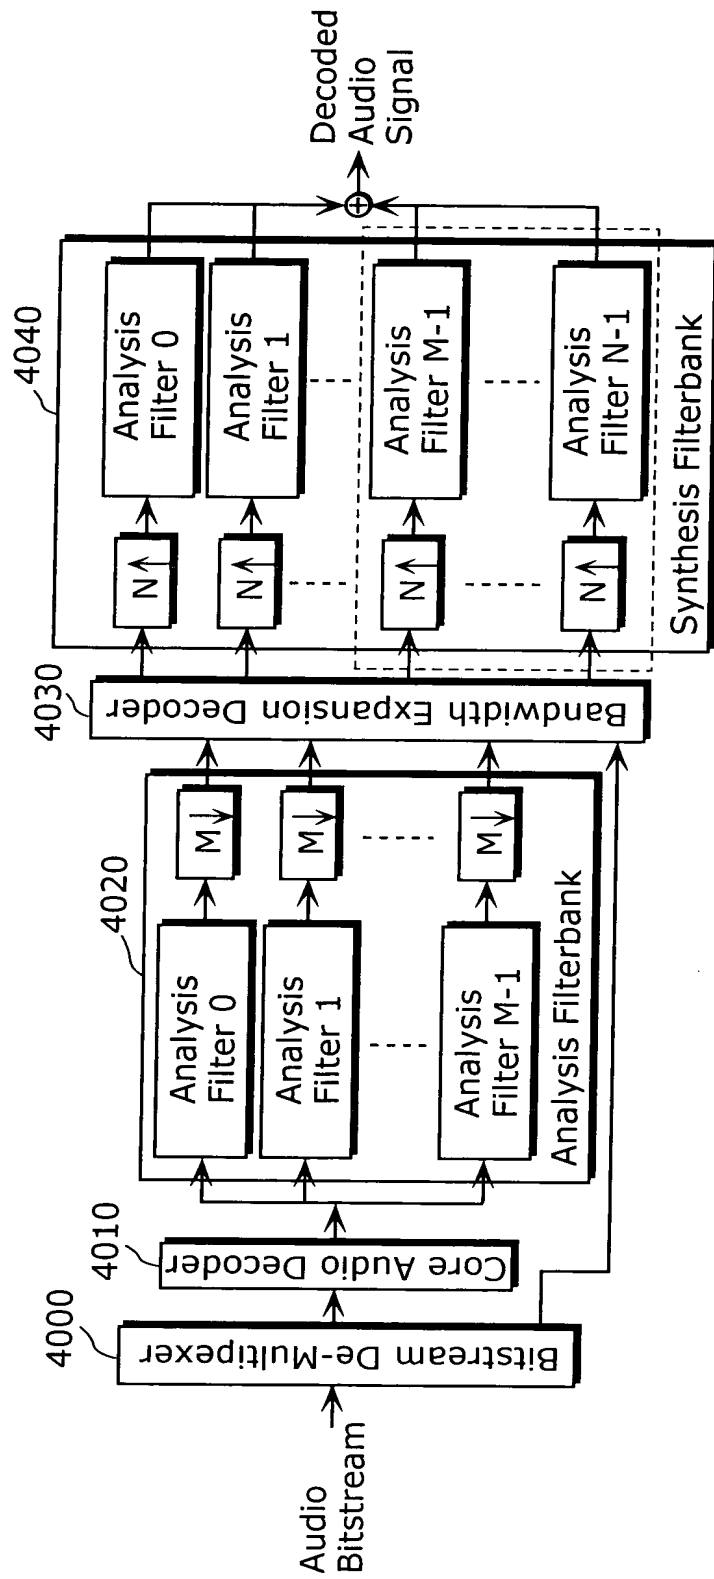 Audio
Bitstream
4000
Bitstream De-Multipexer
4010
Core Audio Decoder
4020
Analysis
Filter 0
M
Analysis
Filter 1
M
Analysis
Filter M-1
M
Analysis Filterbank
4030
Bandwidth Expansion Decoder
4040
N
Analysis
Filter 0
N
Analysis
Filter 1
N
Analysis
Filter M-1
N
Analysis
Filter N-1
Synthesis Filterbank
Decoded
Audio
Signal